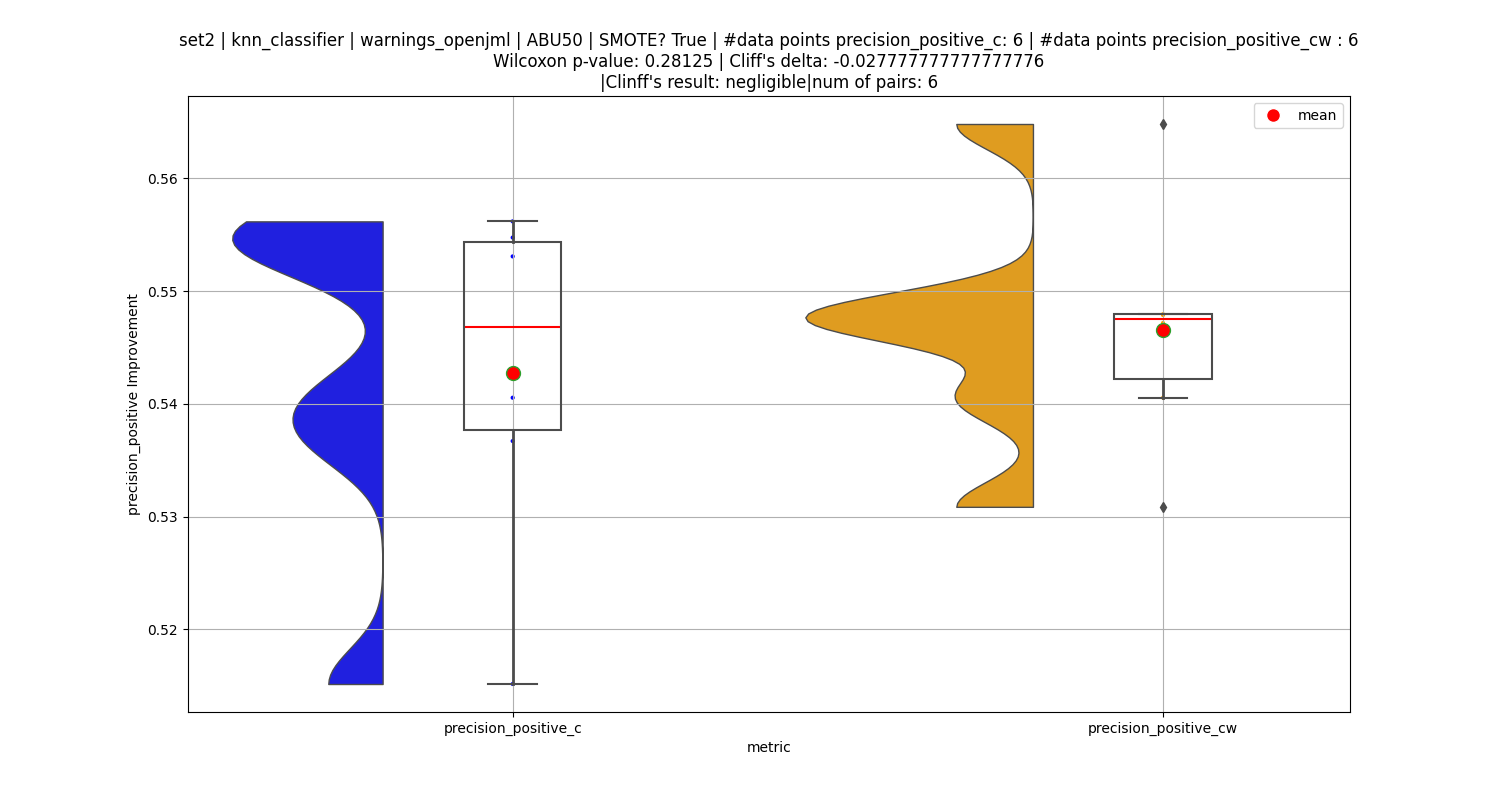 set2 | knn_classifier | warnings_openjml | ABU50 | SMOTE? True | #data points precision_positive_c: 6 | #data points precision_positive_cw : 6
Wilcoxon p-value: 0.28125 | Cliff's delta: -0.027777777777777776
|Clinff's result: negligible|num of pairs: 6
mean
precision_positive Improvement
0.56
0.55
0.54
0.53
0.52
precision_positive_c precision_positive_cw
metric